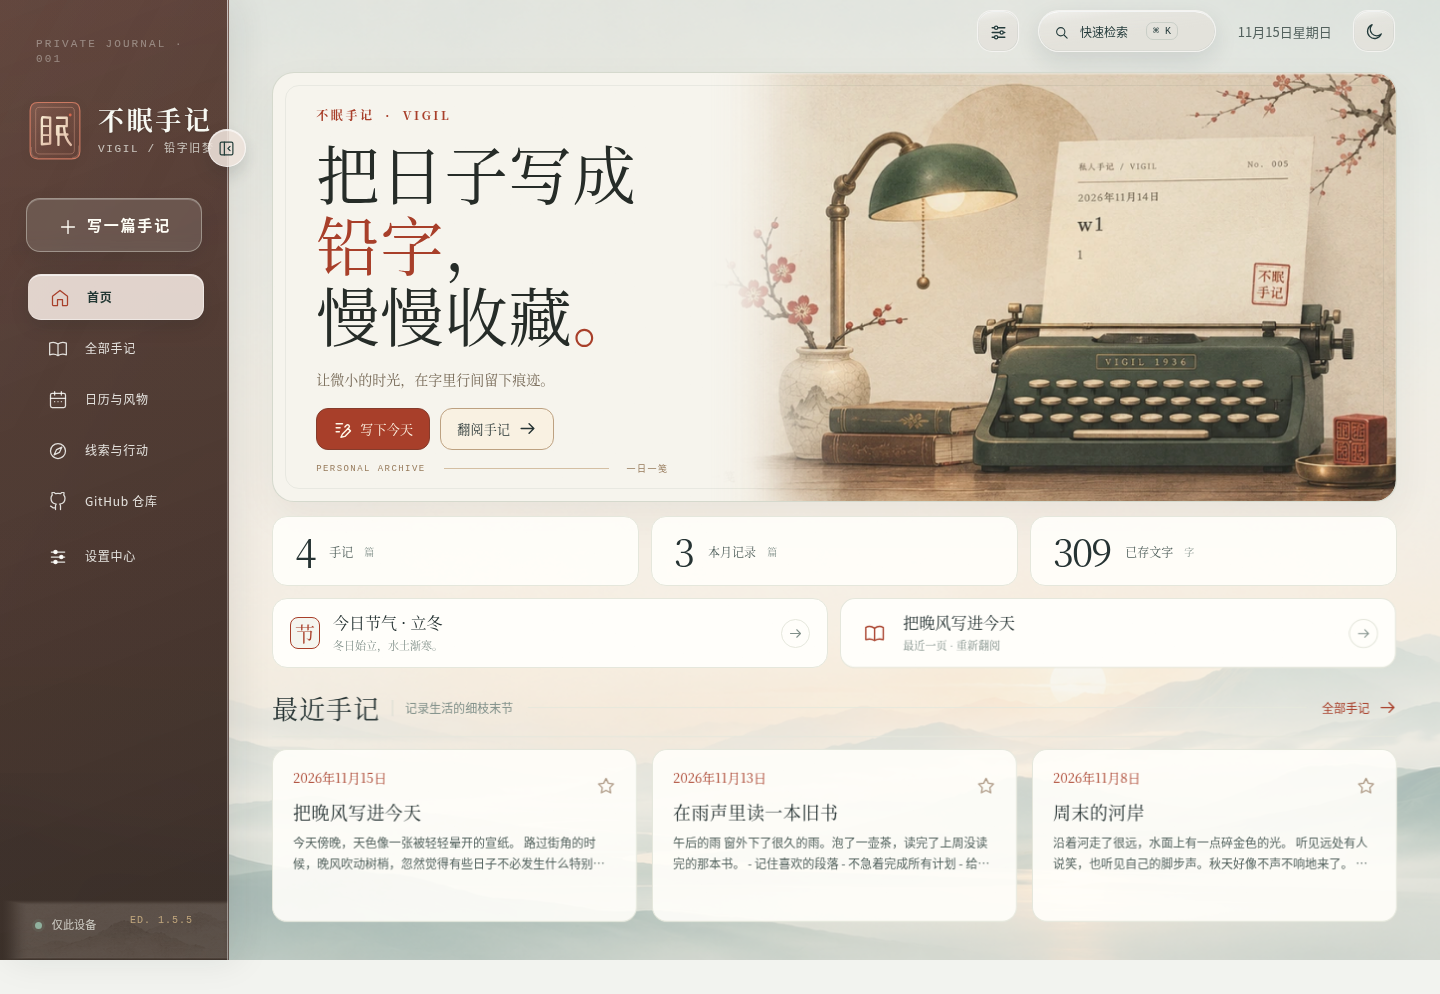 PRIVATE JOURNAL ·
001
不眠手记
VIGIL / 铅字旧
写一篇手记
首页
全部手记
日历与风物
线索与行动
GitHub 仓库
设置中心
仅此设备
ED. 1.5.5
快速检索 ⌘ K
11月15日星期日
不眠手记 · VIGIL
把日子写成
铅字，
慢慢收藏。
让微小的时光，在字里行间留下痕迹。
写下今天
翻阅手记
PERSONAL ARCHIVE
一日一笺
私人手记 / VIGIL
No. 005
2026年11月14日
w1
1
不眠
手记
VIGIL 1936
4 手记 篇
3 本月记录 篇
309 已存文字 字
节
今日节气 · 立冬
冬日始立，水土渐寒。
把晚风写进今天
最近一页 · 重新翻阅
最近手记
记录生活的细枝末节
全部手记
2026年11月15日
把晚风写进今天
今天傍晚，天色像一张被轻轻晕开的宣纸。 路过街角的时
候，晚风吹动树梢，忽然觉得有些日子不必发生什么特别…
2026年11月13日
在雨声里读一本旧书
午后的雨 窗外下了很久的雨。泡了一壶茶，读完了上周没读
完的那本书。 - 记住喜欢的段落 - 不急着完成所有计划 - 给…
2026年11月8日
周末的河岸
沿着河走了很远，水面上有一点碎金色的光。 听见远处有人
说笑，也听见自己的脚步声。秋天好像不声不响地来了。 …